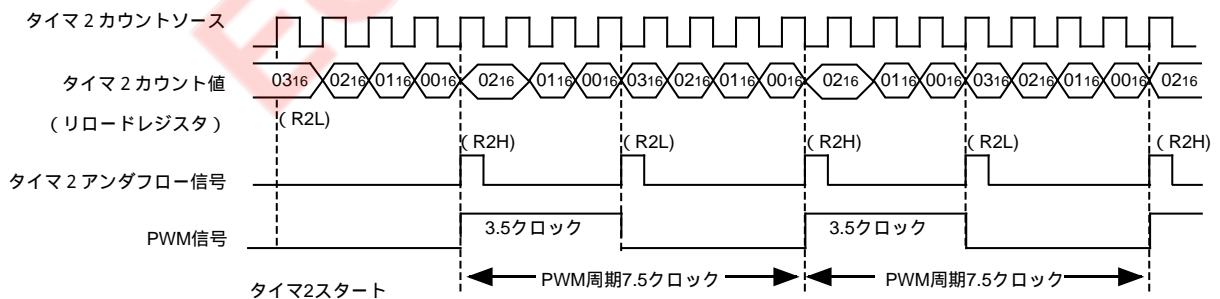 タイマ2カウントソース
タイマ2カウント値 0316 0216 0116 0016 0216 0116 0016 0316 0216 0116 0016 0216 0116 0016 0316 0216 0116 0016 0216
(リロードレジスタ) (R2L) (R2H) (R2L) (R2H) (R2L) (R2H)
タイマ2アンダフロー信号
PWM信号 3.5クロック 3.5クロック
PWM周期7.5クロック PWM周期7.5クロック
タイマ2スタート